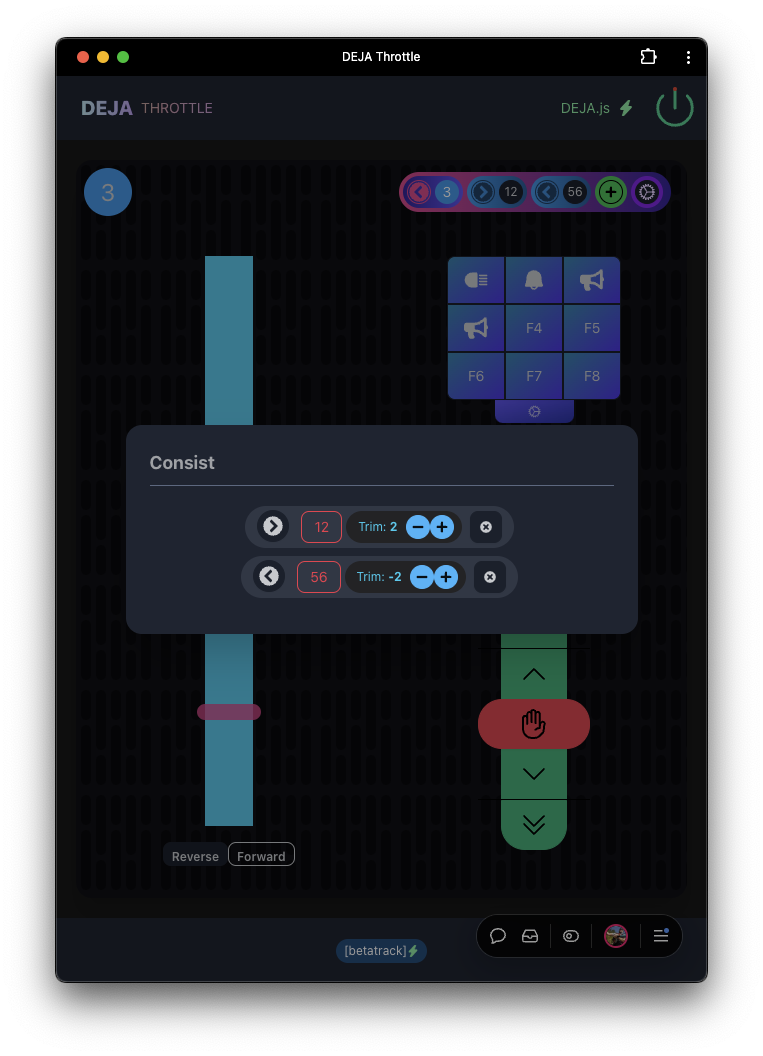 DEJA Throttle
DEJA THROTTLE
DEJA.js
3
3 12 56
F4 F5
F6 F7 F8
Consist
12 Trim: 2
56 Trim: -2
Reverse Forward
[betatrack]